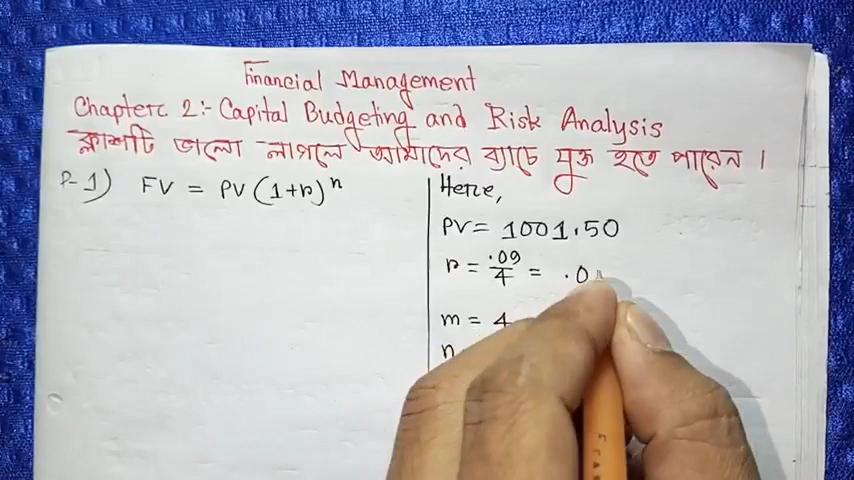 Financial Management
Chapter 2:- Capital Budgeting and Risk Analysis
ক্লাশটি ভালো লাগলে আমাদের ব্যাচে যুক্ত হতে পারেন ।
P-1) FV = PV (1+r)^n
Here,
PV = 1001.50
r = .09/4 = .0
m = 4
n